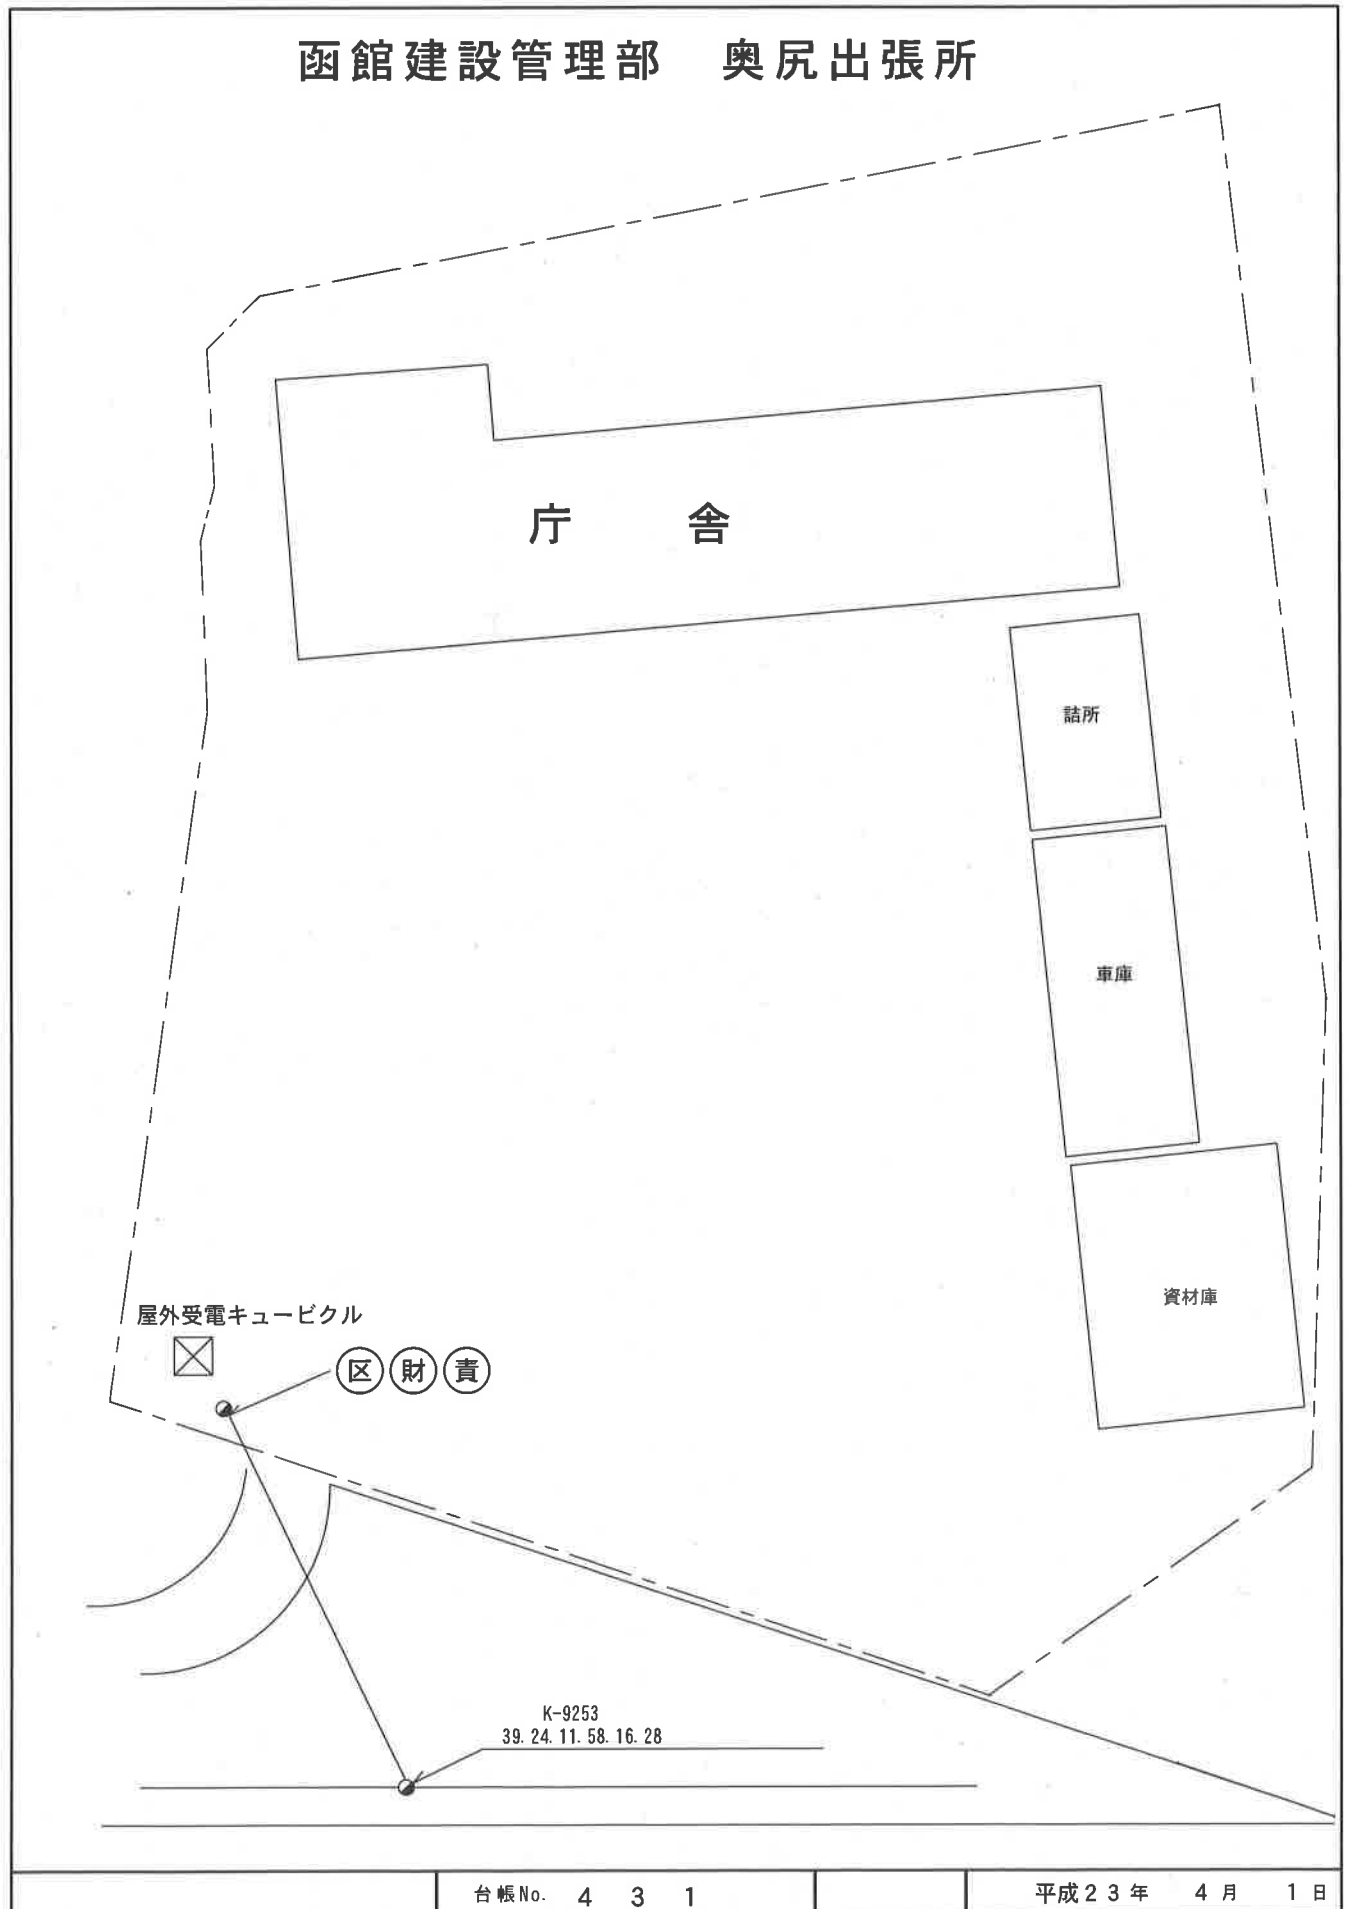 函館建設管理部　奥尻出張所
庁　舎
詰所
車庫
資材庫
屋外受電キュービクル
区 財 責
K-9253
39. 24. 11. 58. 16. 28
台帳No. 4 3 1
平成23年 4月 1日